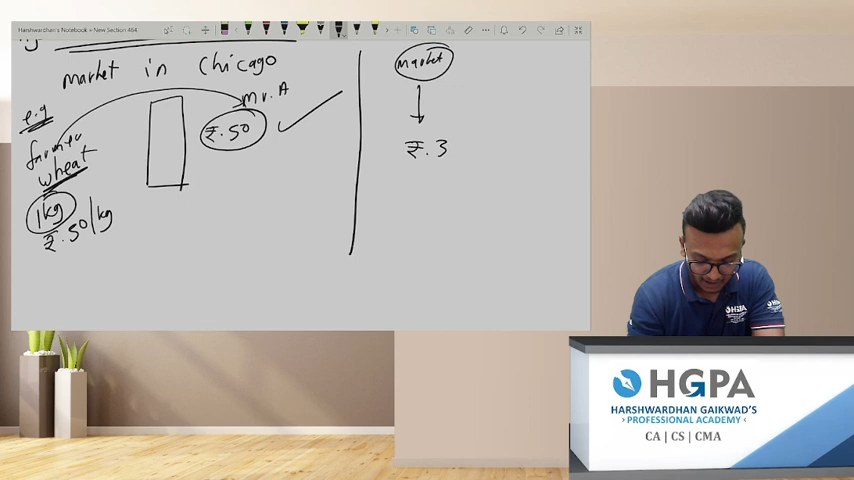 Harshwardhan's Notebook » New Section 464
market in Chicago
e.g
farmer
wheat
1kg
₹.50/kg
mr. A
₹.50
market
₹.3
HGPA
HGPA
HARSHWARDHAN GAIKWAD'S
PROFESSIONAL ACADEMY
CA | CS | CMA